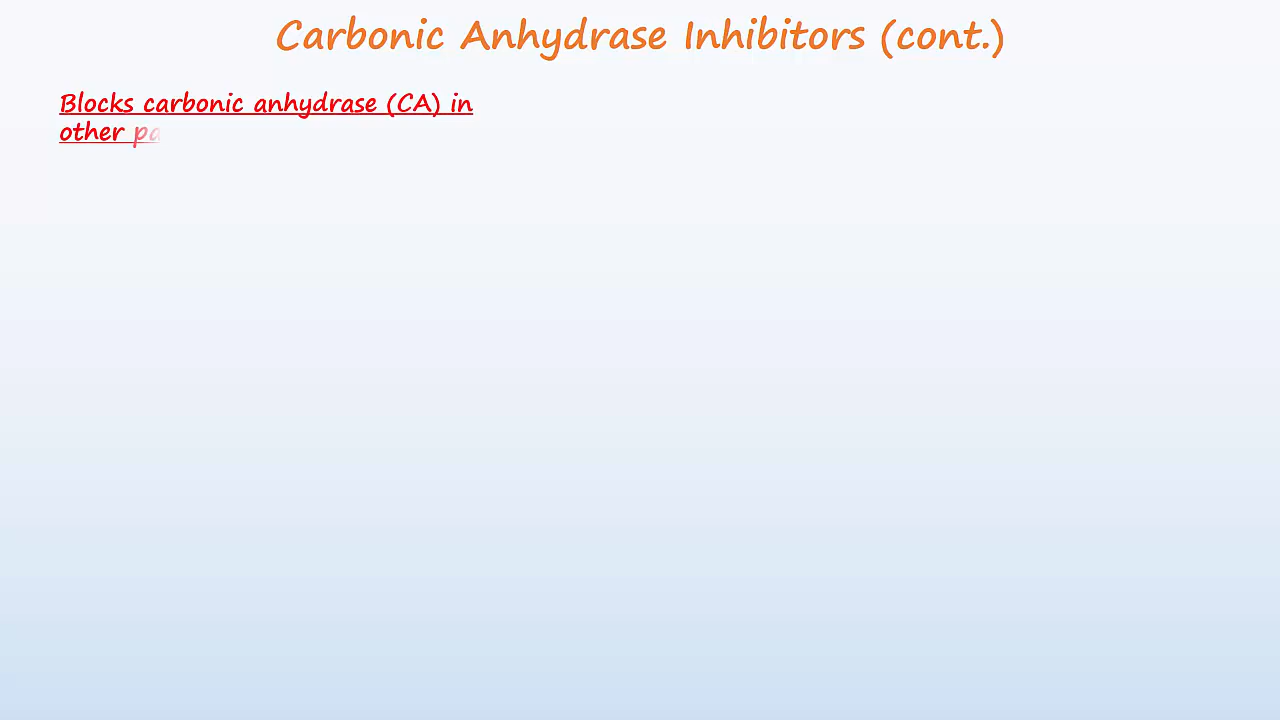 Carbonic Anhydrase Inhibitors (cont.)
Blocks carbonic anhydrase (CA) in
other